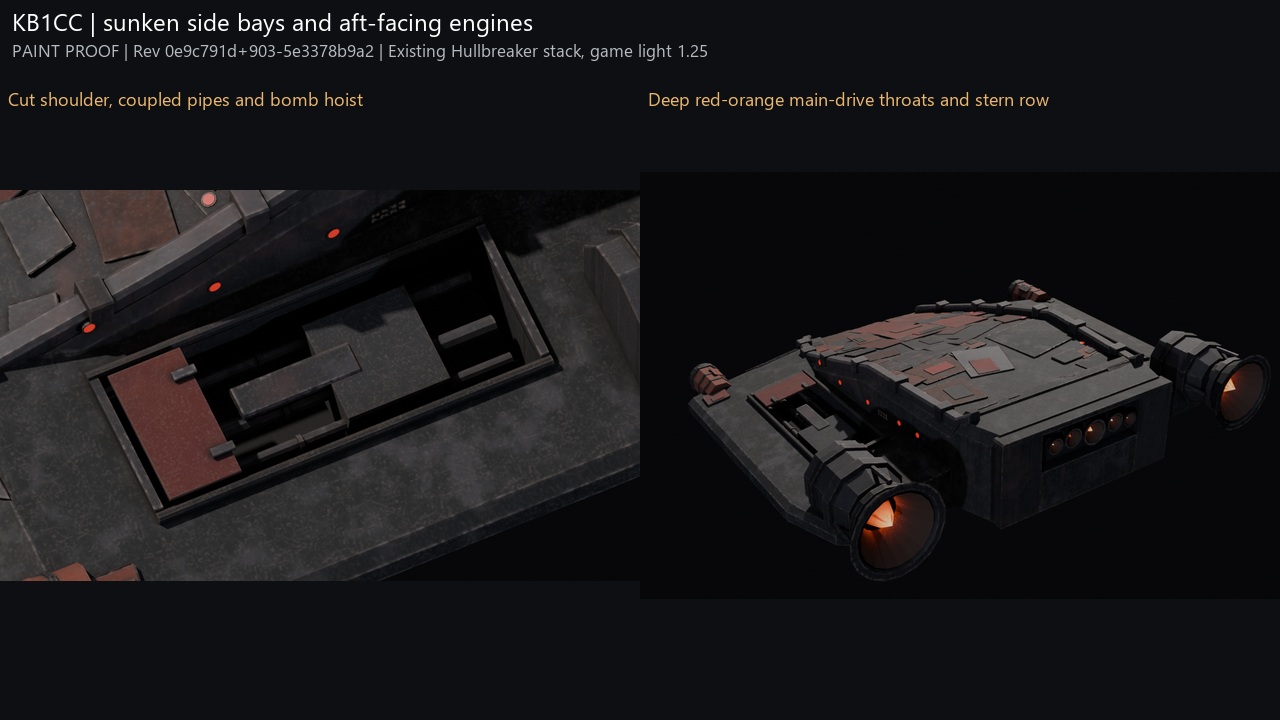 KB1CC | sunken side bays and aft-facing engines
PAINT PROOF | Rev 0e9c791d+903-5e3378b9a2 | Existing Hullbreaker stack, game light 1.25
Cut shoulder, coupled pipes and bomb hoist
Deep red-orange main-drive throats and stern row